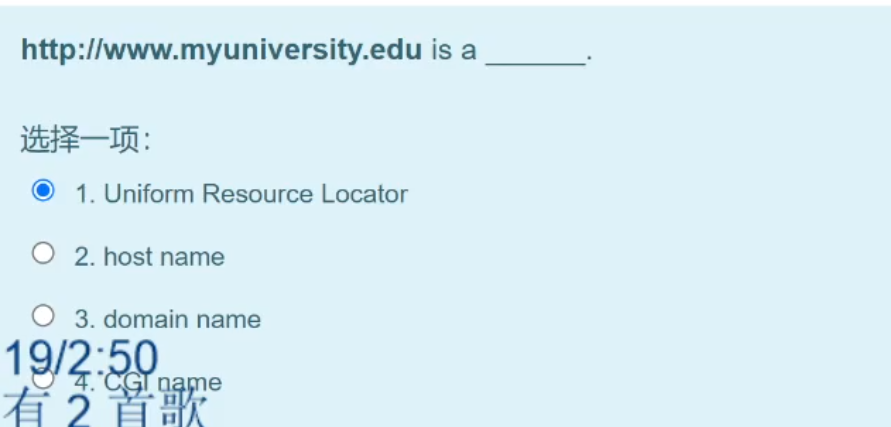 http://www.myuniversity.edu is a _______.
选择一项：
1. Uniform Resource Locator
2. host name
3. domain name
19/2:50
4. CGI name
有 2 首歌